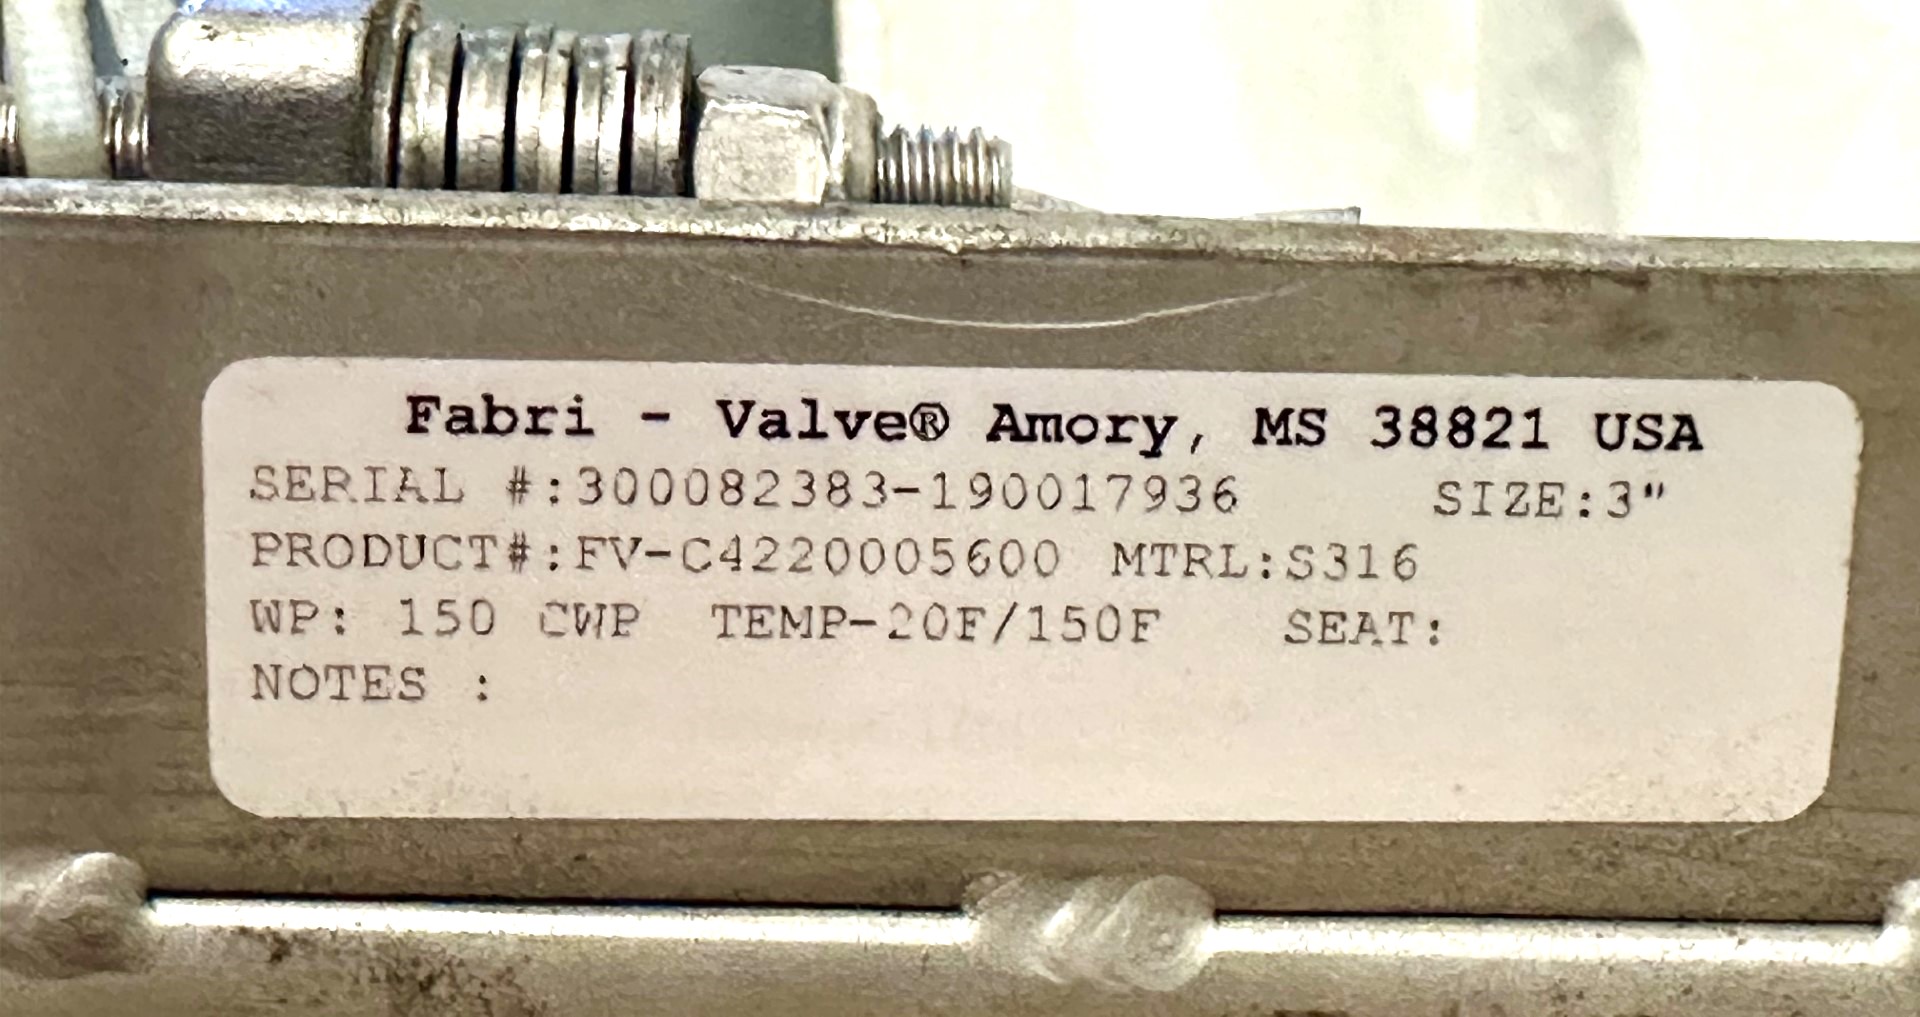 Fabri - Valve® Amory, MS 38821 USA
SERIAL #:300082383-190017936 SIZE:3"
PRODUCT#:FV-C4220005600 MTRL:S316
WP: 150 CWP TEMP-20F/150F SEAT:
NOTES :